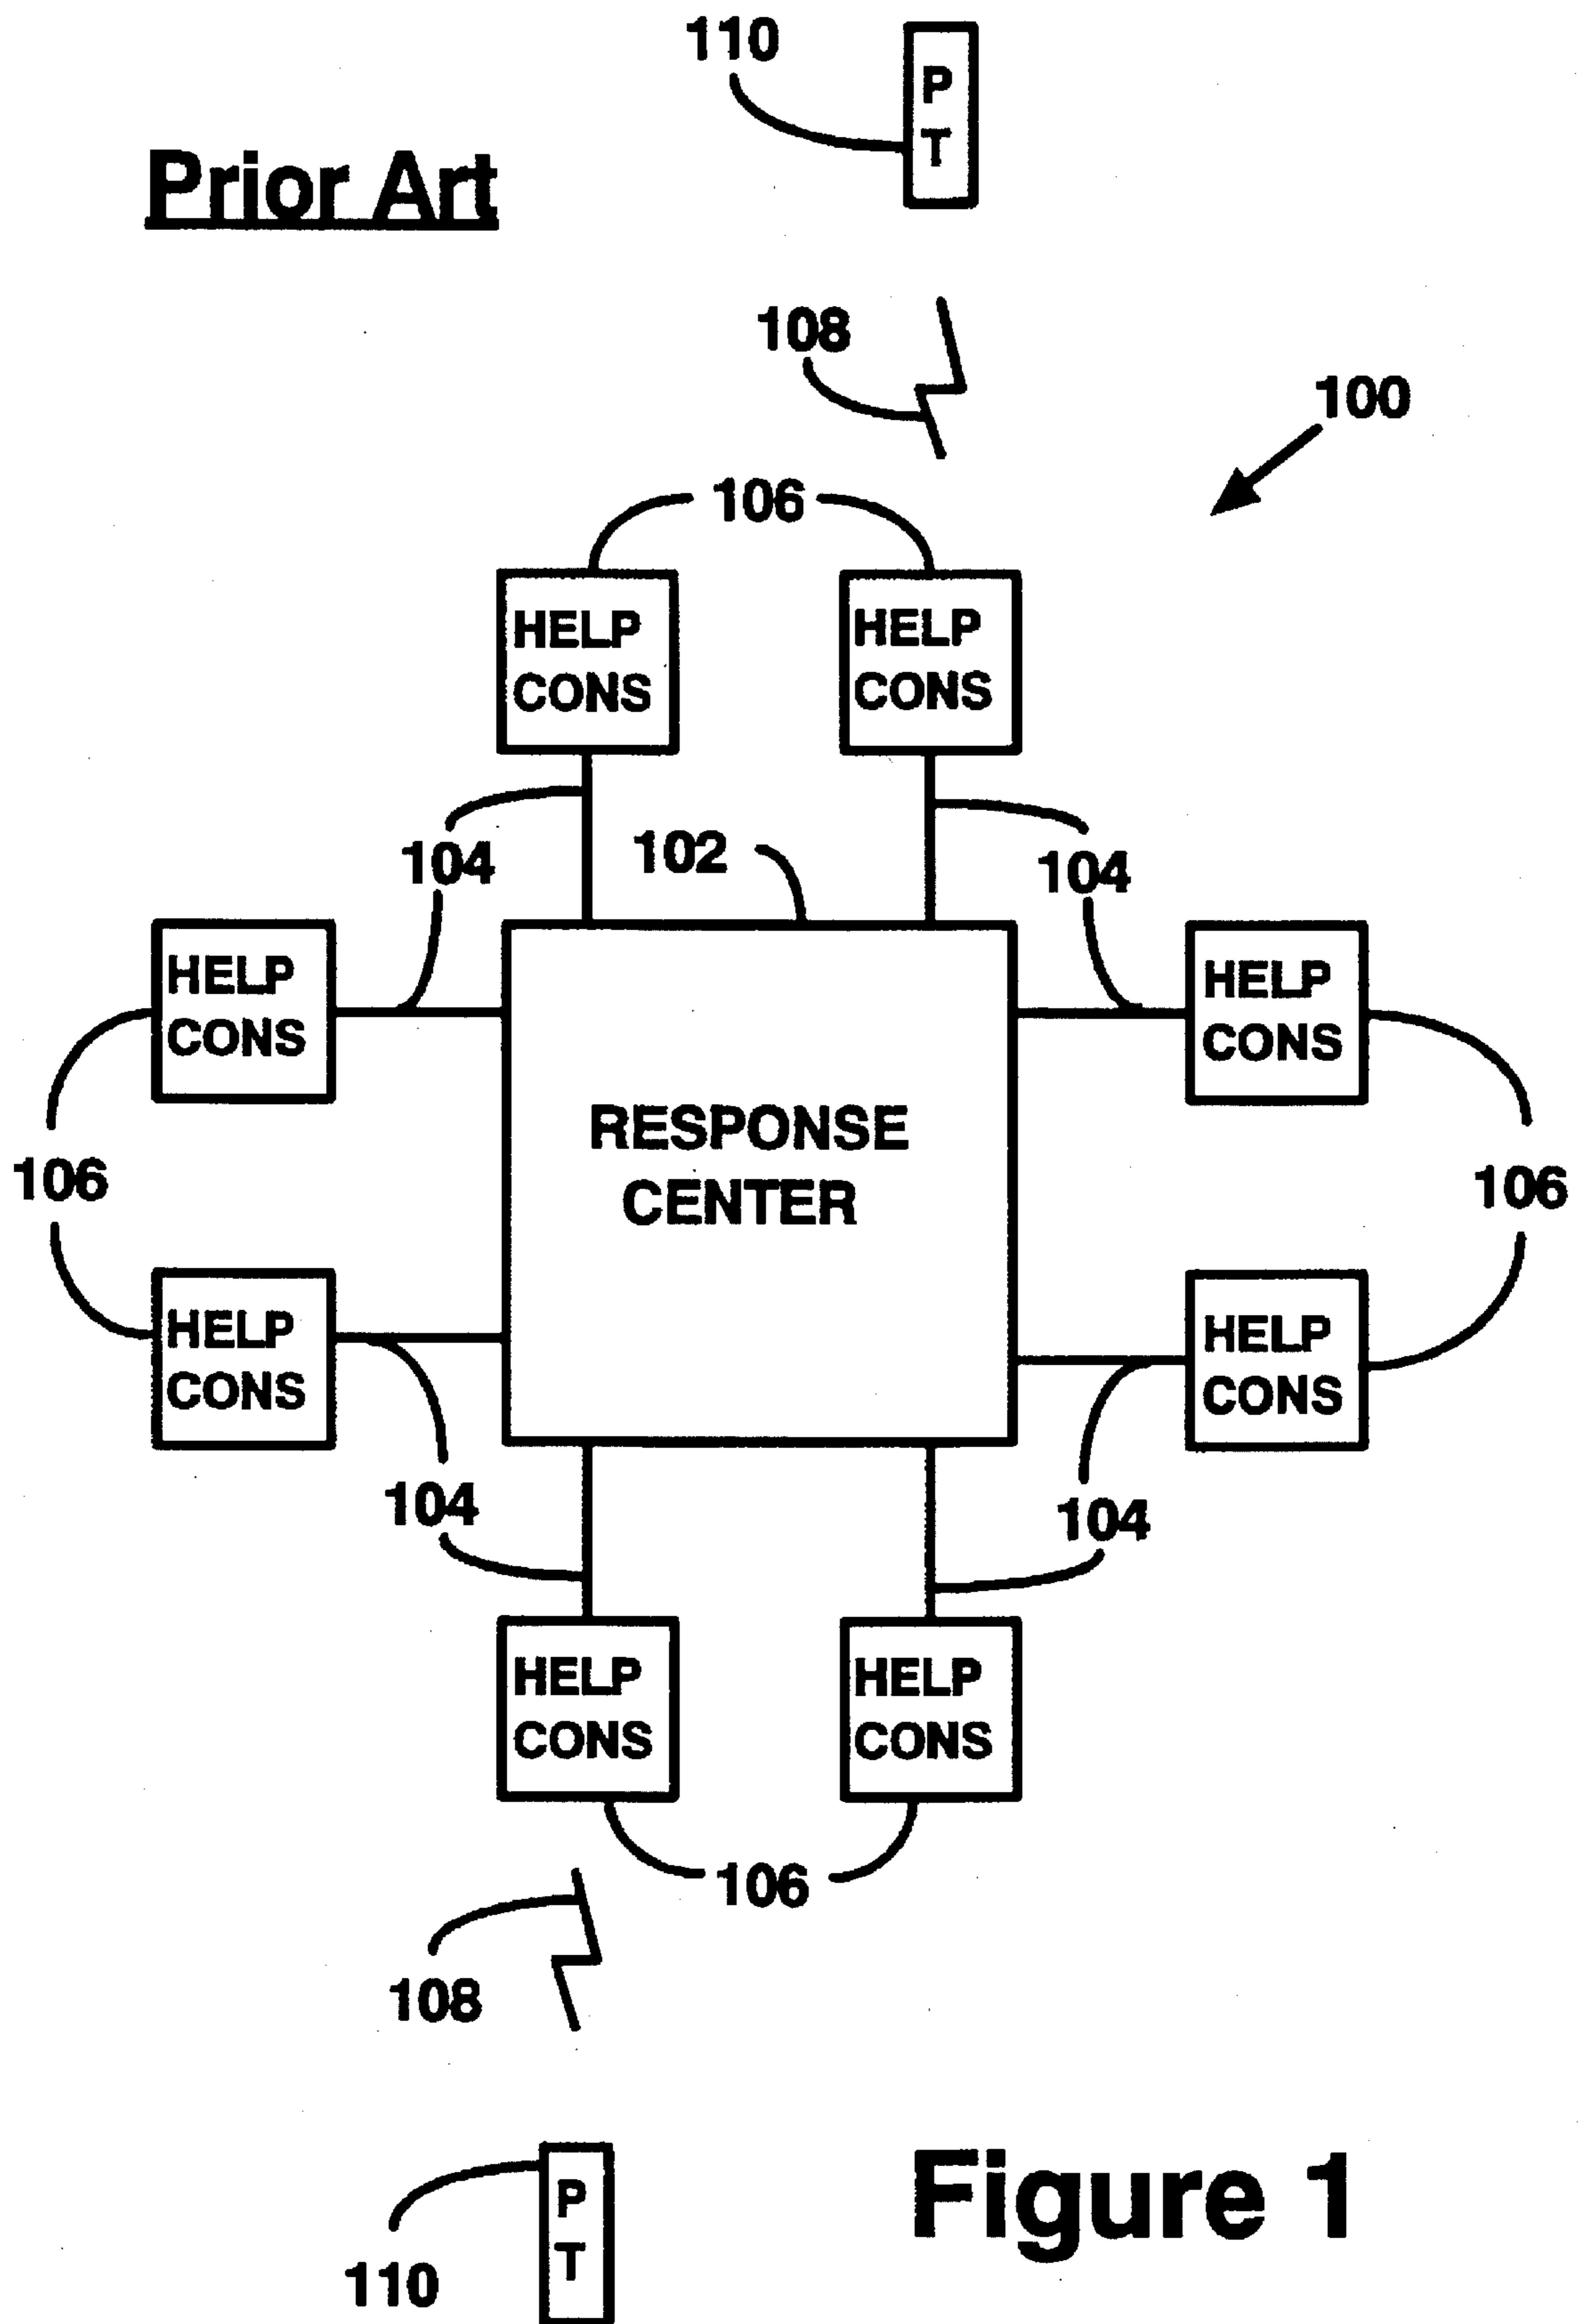 110
P
T
Prior Art
108
100
106
HELP
CONS
HELP
CONS
104
102
104
HELP
CONS
HELP
CONS
RESPONSE
CENTER
106
106
HELP
CONS
HELP
CONS
104
104
HELP
CONS
HELP
CONS
106
108
P
T
110
Figure 1